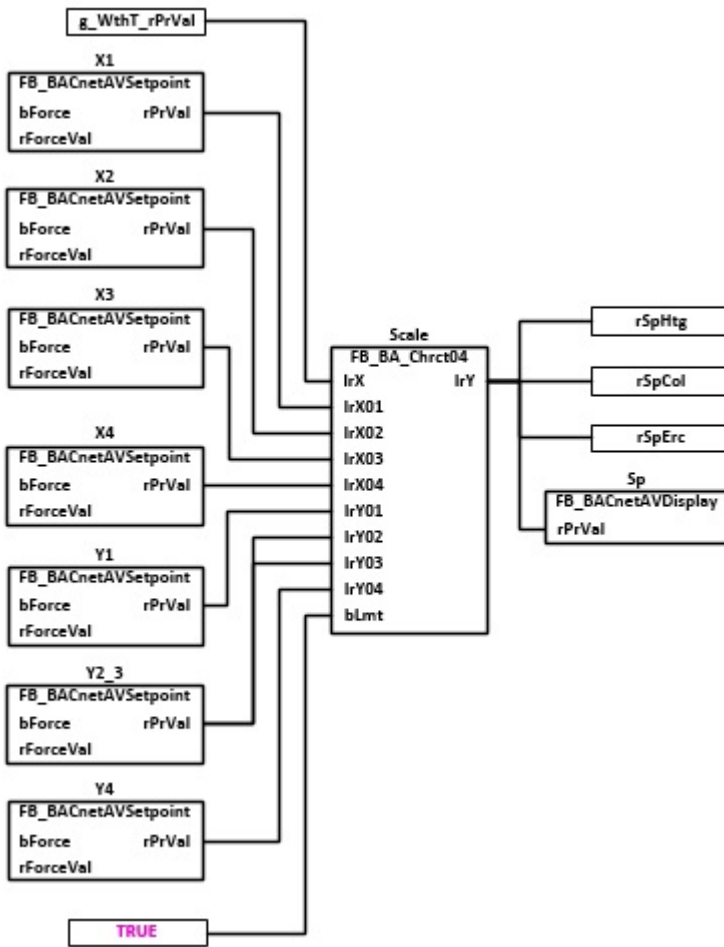 g_WthT_rPrVal
X1
FB_BACnetAVSetpoint
bForce rPrVal
rForceVal
X2
FB_BACnetAVSetpoint
bForce rPrVal
rForceVal
X3
FB_BACnetAVSetpoint
bForce rPrVal
rForceVal
X4
FB_BACnetAVSetpoint
bForce rPrVal
rForceVal
Y1
FB_BACnetAVSetpoint
bForce rPrVal
rForceVal
Y2_3
FB_BACnetAVSetpoint
bForce rPrVal
rForceVal
Y4
FB_BACnetAVSetpoint
bForce rPrVal
rForceVal
TRUE
Scale
FB_BA_Chrct04
lrX lrY
lrX01
lrX02
lrX03
lrX04
lrY01
lrY02
lrY03
lrY04
bLmt
rSpHtg
rSpCol
rSpErc
Sp
FB_BACnetAVDisplay
rPrVal